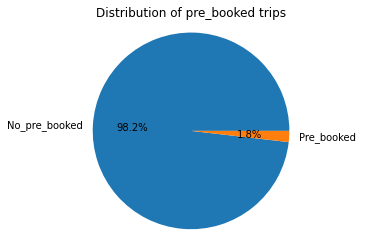 Distribution of pre_booked trips
No_pre_booked
98.2%
1.8%
Pre_booked